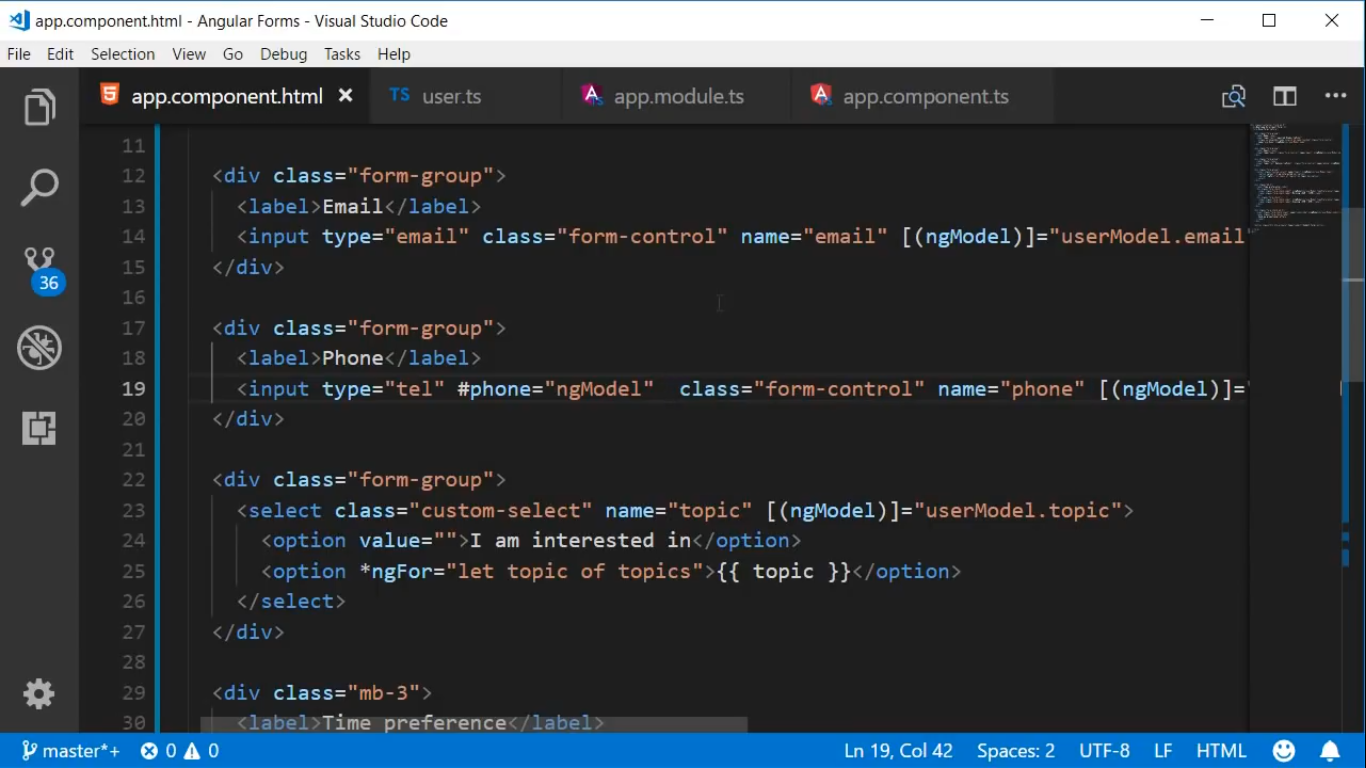 app.component.html - Angular Forms - Visual Studio Code
File Edit Selection View Go Debug Tasks Help
app.component.html TS user.ts app.module.ts app.component.ts
11
12 <div class="form-group">
13 <label>Email</label>
14 <input type="email" class="form-control" name="email" [(ngModel)]="userModel.email
15 </div>
16
17 <div class="form-group">
18 <label>Phone</label>
19 <input type="tel" #phone="ngModel"  class="form-control" name="phone" [(ngModel)]="
20 </div>
21
22 <div class="form-group">
23 <select class="custom-select" name="topic" [(ngModel)]="userModel.topic">
24 <option value="">I am interested in</option>
25 <option *ngFor="let topic of topics">{{ topic }}</option>
26 </select>
27 </div>
28
29 <div class="mb-3">
30 <label>Time preference</label>
36
master*+ 0 0 Ln 19, Col 42 Spaces: 2 UTF-8 LF HTML